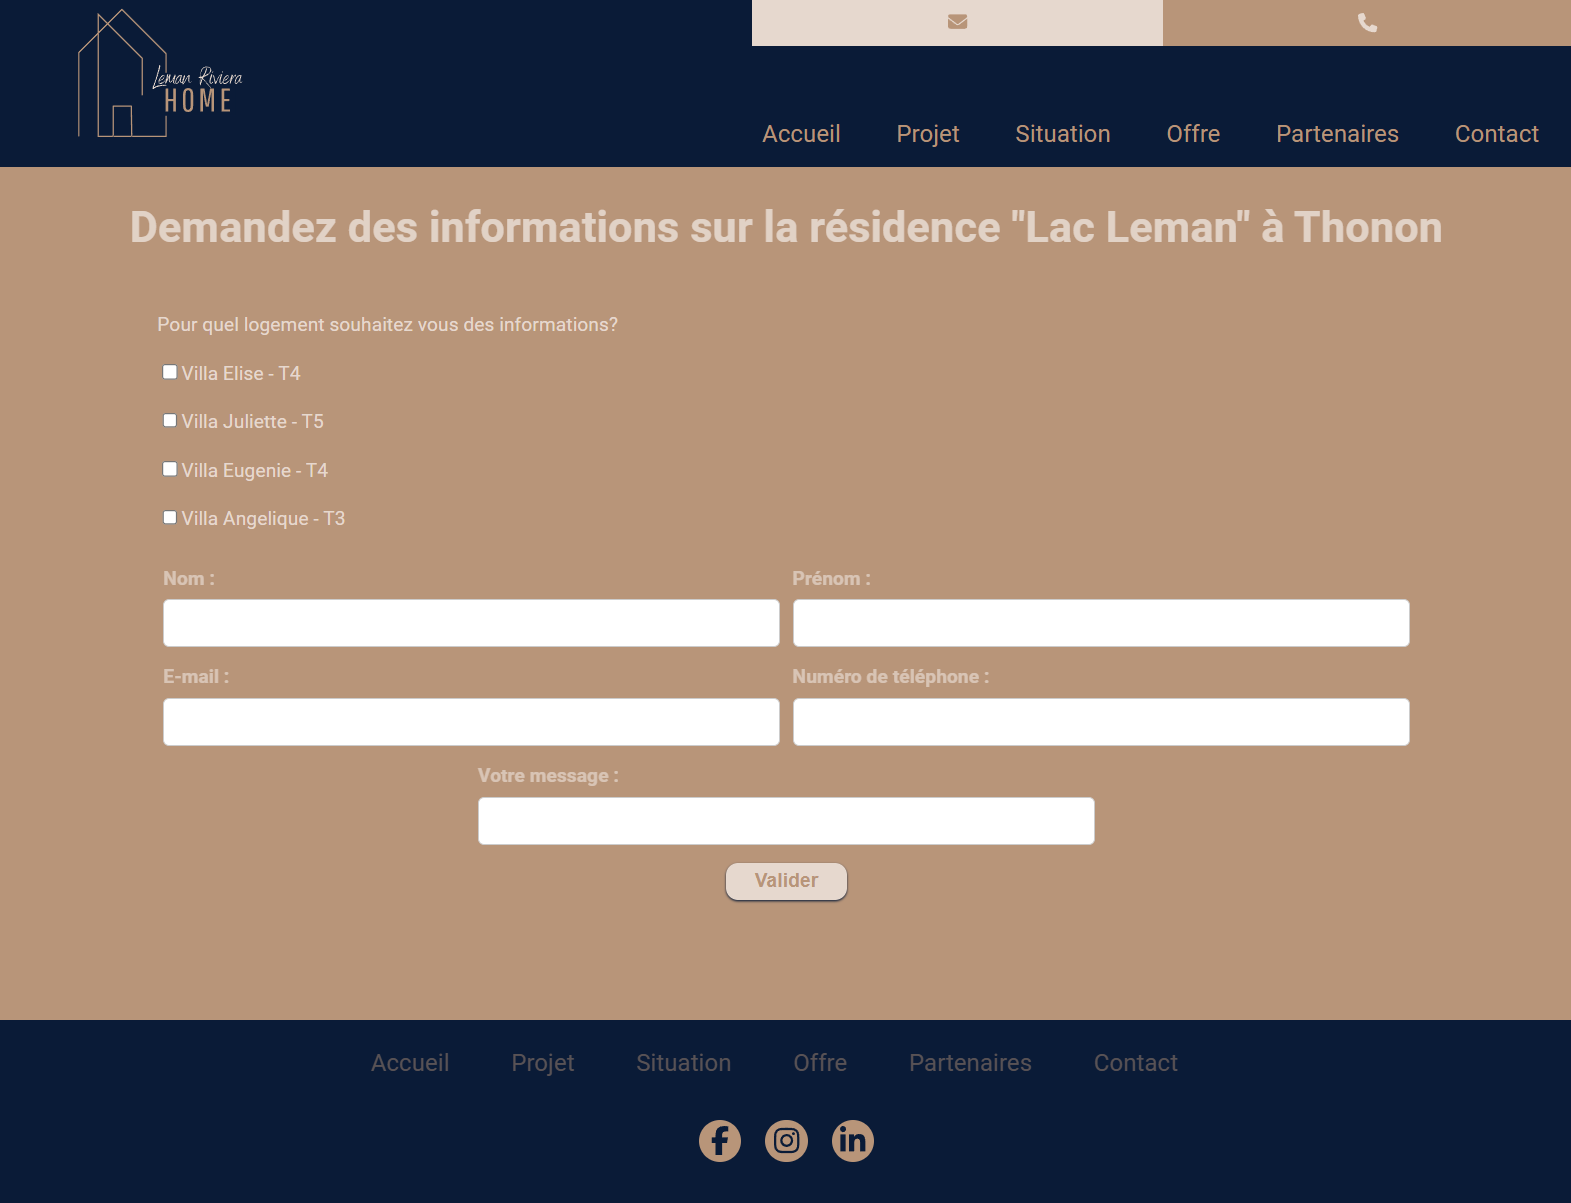 Leman Riviera
HOME
Accueil Projet Situation Offre Partenaires Contact
Demandez des informations sur la résidence "Lac Leman" à Thonon
Pour quel logement souhaitez vous des informations?
Villa Elise - T4
Villa Juliette - T5
Villa Eugenie - T4
Villa Angelique - T3
Nom : Prénom :
E-mail : Numéro de téléphone :
Votre message :
Valider
Accueil Projet Situation Offre Partenaires Contact